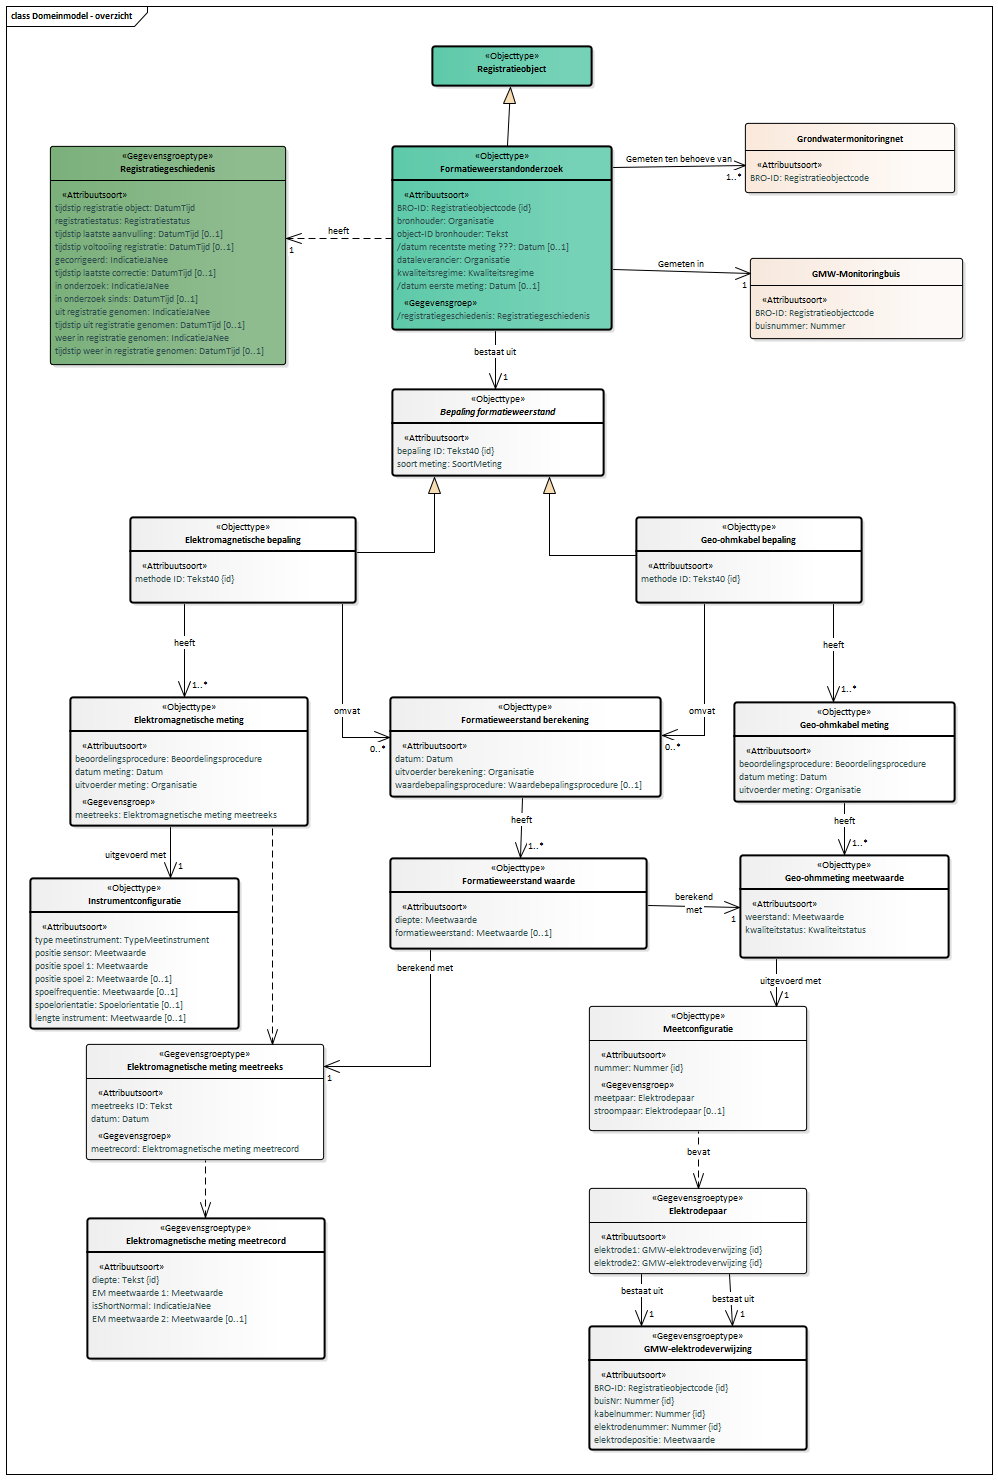 class Domeinmodel - overzicht
«Objecttype»
Registratieobject
«Gegevensgroeptype»
Registratiegeschiedenis
«Attribuutsoort»
tijdstip registratie object: DatumTijd
registratiestatus: Registratiestatus
tijdstip laatste aanvulling: DatumTijd [0..1]
tijdstip voltooiing registratie: DatumTijd [0..1]
gecorrigeerd: IndicatieJaNee
tijdstip laatste correctie: DatumTijd [0..1]
in onderzoek: IndicatieJaNee
in onderzoek sinds: DatumTijd [0..1]
uit registratie genomen: IndicatieJaNee
tijdstip uit registratie genomen: DatumTijd [0..1]
weer in registratie genomen: IndicatieJaNee
tijdstip weer in registratie genomen: DatumTijd [0..1]
heeft
1
«Objecttype»
Formatieweerstandonderzoek
«Attribuutsoort»
BRO-ID: Registratieobjectcode {id}
bronhouder: Organisatie
object-ID bronhouder: Tekst
/datum recentste meting ???: Datum [0..1]
dataleverancier: Organisatie
kwaliteitsregime: Kwaliteitsregime
/datum eerste meting: Datum [0..1]
«Gegevensgroep»
/registratiegeschiedenis: Registratiegeschiedenis
Gemeten ten behoeve van
1..*
Grondwatermonitoringnet
«Attribuutsoort»
BRO-ID: Registratieobjectcode
Gemeten in
1
GMW-Monitoringbuis
«Attribuutsoort»
BRO-ID: Registratieobjectcode
buisnummer: Nummer
bestaat uit
1
«Objecttype»
Bepaling formatieweerstand
«Attribuutsoort»
bepaling ID: Tekst40 {id}
soort meting: SoortMeting
«Objecttype»
Elektromagnetische bepaling
«Attribuutsoort»
methode ID: Tekst40 {id}
«Objecttype»
Geo-ohmkabel bepaling
«Attribuutsoort»
methode ID: Tekst40 {id}
heeft
1..*
omvat
0..*
omvat
0..*
heeft
1..*
«Objecttype»
Elektromagnetische meting
«Attribuutsoort»
beoordelingsprocedure: Beoordelingsprocedure
datum meting: Datum
uitvoerder meting: Organisatie
«Gegevensgroep»
meetreeks: Elektromagnetische meting meetreeks
«Objecttype»
Formatieweerstand berekening
«Attribuutsoort»
datum: Datum
uitvoerder berekening: Organisatie
waardebepalingsprocedure: Waardebepalingsprocedure [0..1]
«Objecttype»
Geo-ohmkabel meting
«Attribuutsoort»
beoordelingsprocedure: Beoordelingsprocedure
datum meting: Datum
uitvoerder meting: Organisatie
uitgevoerd met
1
heeft
1..*
heeft
1..*
«Objecttype»
Instrumentconfiguratie
«Attribuutsoort»
type meetinstrument: TypeMeetinstrument
positie sensor: Meetwaarde
positie spoel 1: Meetwaarde
positie spoel 2: Meetwaarde [0..1]
spoelfrequentie: Meetwaarde [0..1]
spoelorientatie: Spoelorientatie [0..1]
lengte instrument: Meetwaarde [0..1]
«Objecttype»
Formatieweerstand waarde
«Attribuutsoort»
diepte: Meetwaarde
formatieweerstand: Meetwaarde [0..1]
berekend
met
1
«Objecttype»
Geo-ohmmeting meetwaarde
«Attribuutsoort»
weerstand: Meetwaarde
kwaliteitstatus: Kwaliteitstatus
berekend met
1
uitgevoerd met
1
«Gegevensgroeptype»
Elektromagnetische meting meetreeks
«Attribuutsoort»
meetreeks ID: Tekst
datum: Datum
«Gegevensgroep»
meetrecord: Elektromagnetische meting meetrecord
«Objecttype»
Meetconfiguratie
«Attribuutsoort»
nummer: Nummer {id}
«Gegevensgroep»
meetpaar: Elektrodepaar
stroompaar: Elektrodepaar [0..1]
bevat
«Gegevensgroeptype»
Elektromagnetische meting meetrecord
«Attribuutsoort»
diepte: Tekst {id}
EM meetwaarde 1: Meetwaarde
isShortNormal: IndicatieJaNee
EM meetwaarde 2: Meetwaarde [0..1]
«Gegevensgroeptype»
Elektrodepaar
«Attribuutsoort»
elektrode1: GMW-elektrodeverwijzing {id}
elektrode2: GMW-elektrodeverwijzing {id}
bestaat uit
1
bestaat uit
1
«Gegevensgroeptype»
GMW-elektrodeverwijzing
«Attribuutsoort»
BRO-ID: Registratieobjectcode {id}
buisNr: Nummer {id}
kabelnummer: Nummer {id}
elektrodenummer: Nummer {id}
elektrodepositie: Meetwaarde